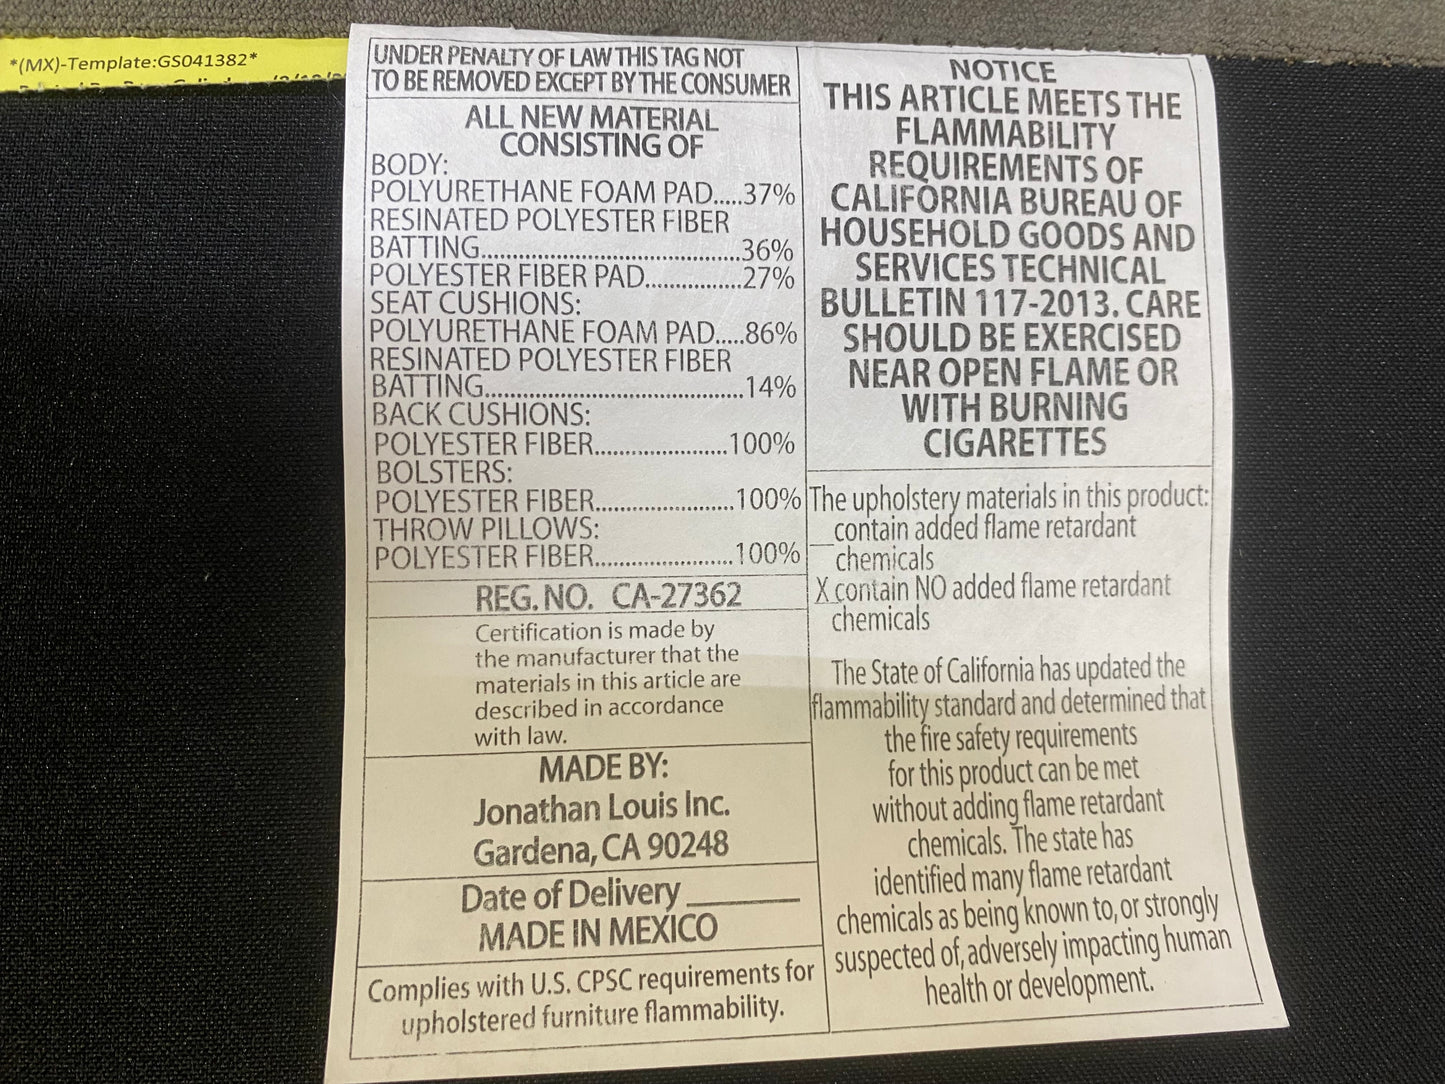 *(MX)-Template:GS041382*
UNDER PENALTY OF LAW THIS TAG NOT
TO BE REMOVED EXCEPT BY THE CONSUMER
ALL NEW MATERIAL
CONSISTING OF
BODY:
POLYURETHANE FOAM PAD.....37%
RESINATED POLYESTER FIBER
BATTING......................................36%
POLYESTER FIBER PAD..............27%
SEAT CUSHIONS:
POLYURETHANE FOAM PAD.....86%
RESINATED POLYESTER FIBER
BATTING......................................14%
BACK CUSHIONS:
POLYESTER FIBER....................100%
BOLSTERS:
POLYESTER FIBER.....................100%
THROW PILLOWS:
POLYESTER FIBER.....................100%
REG. NO. CA-27362
Certification is made by
the manufacturer that the
materials in this article are
described in accordance
with law.
MADE BY:
Jonathan Louis Inc.
Gardena, CA 90248
Date of Delivery ________
MADE IN MEXICO
Complies with U.S. CPSC requirements for
upholstered furniture flammability.
NOTICE
THIS ARTICLE MEETS THE
FLAMMABILITY
REQUIREMENTS OF
CALIFORNIA BUREAU OF
HOUSEHOLD GOODS AND
SERVICES TECHNICAL
BULLETIN 117-2013. CARE
SHOULD BE EXERCISED
NEAR OPEN FLAME OR
WITH BURNING
CIGARETTES
The upholstery materials in this product:
__contain added flame retardant
chemicals
X contain NO added flame retardant
chemicals
The State of California has updated the
flammability standard and determined that
the fire safety requirements
for this product can be met
without adding flame retardant
chemicals. The state has
identified many flame retardant
chemicals as being known to, or strongly
suspected of, adversely impacting human
health or development.